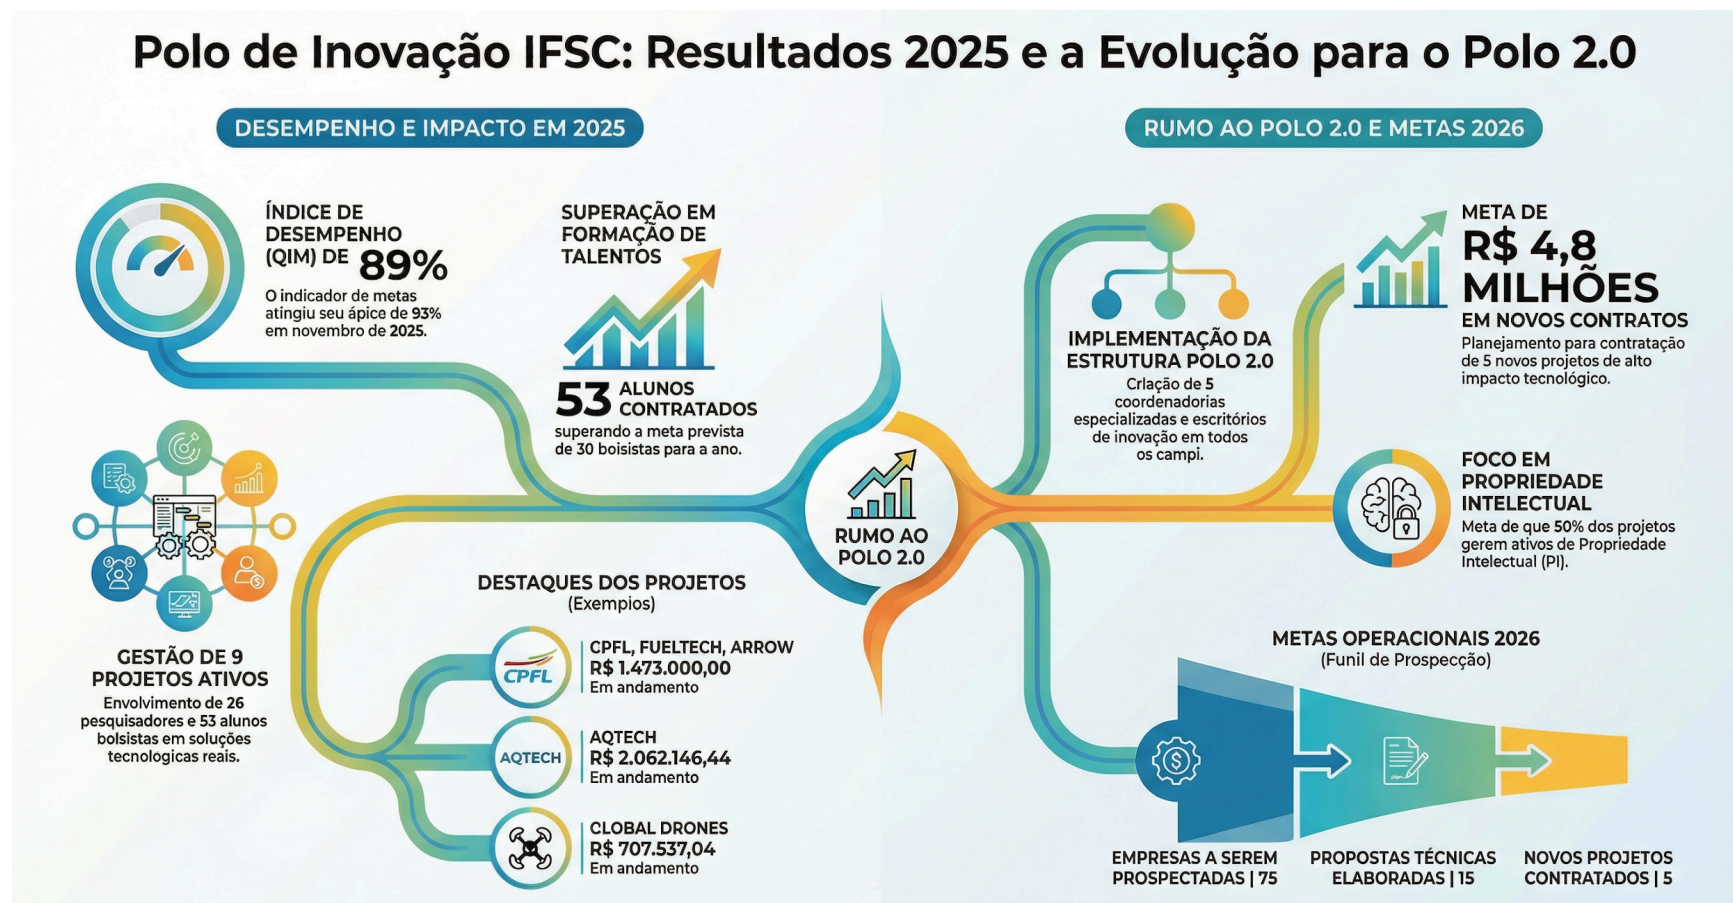 Polo de Inovação IFSC: Resultados 2025 e a Evolução para o Polo 2.0
DESEMPENHO E IMPACTO EM 2025
ÍNDICE DE
DESEMPENHO
(QIM) DE 89%
O indicador de metas
atingiu seu ápice de 93%
em novembro de 2025.
SUPERAÇÃO EM
FORMAÇÃO DE
TALENTOS
53 ALUNOS
CONTRATADOS
superando a meta prevista
de 30 boisistas para a ano.
GESTÃO DE 9
PROJETOS ATIVOS
Envolvimento de 26
pesquisadores e 53 alunos
bolsistas em soluções
tecnológicas reais.
DESTAQUES DOS PROJETOS
(Exempios)
CPFL
CPFL, FUELTECH, ARROW
R$ 1.473.000,00
Em andamento
AQTECH
AQTECH
R$ 2.062.146,44
Em andamento
CLOBAL DRONES
R$ 707.537,04
Em andamento
RUMO AO
POLO 2.0
RUMO AO POLO 2.0 E METAS 2026
IMPLEMENTAÇÃO DA
ESTRUTURA POLO 2.0
Crlação de 5
coordenadorias
especializadas e escritórios
de inovação em todos
os campi.
META DE
R$ 4,8
MILHÕES
EM NOVOS CONTRATOS
Planejamento para contratação
de 5 novos projetos de alto
impacto tecnológico.
FOCO EM
PROPRIEDADE
INTELECTUAL
Meta de que 50% dos projetos
gerem ativos de Propriedade
Intelectual (PI).
METAS OPERACIONAIS 2026
(Funil de Prospecção)
EMPRESAS A SEREM
PROSPECTADAS | 75
PROPOSTAS TÉCNICAS
ELABORADAS | 15
NOVOS PROJETOS
CONTRATADOS | 5